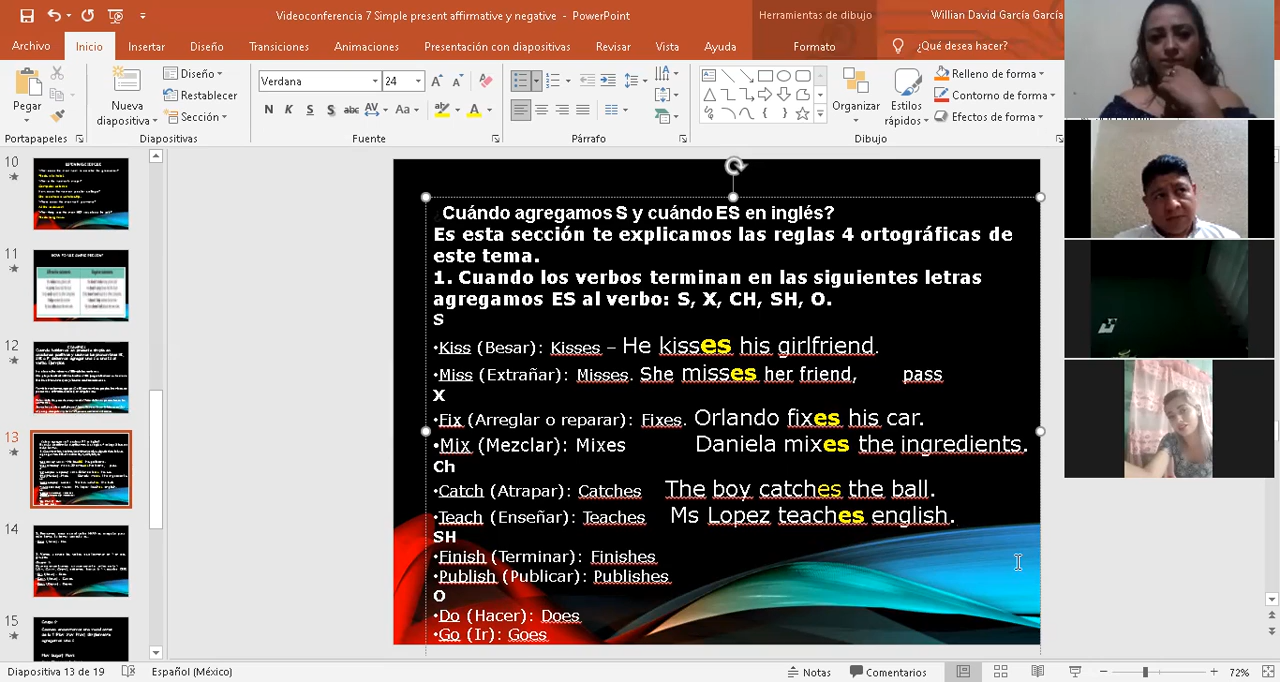 Videoconferencia 7 Simple present affirmative y negative - PowerPoint
Herramientas de dibujo
Willian David García García
Archivo
Inicio
Insertar
Diseño
Transiciones
Animaciones
Presentación con diapositivas
Revisar
Vista
Ayuda
Formato
¿Qué desea hacer?
Pegar
Nueva
diapositiva
Diseño
Restablecer
Sección
Verdana
24
N K S S abc AV Aa A
Organizar
Estilos
rápidos
Relleno de forma
Contorno de forma
Efectos de forma
Portapapeles
Diapositivas
Fuente
Párrafo
Dibujo
10
11
12
13
14
15
Cuándo agregamos S y cuándo ES en inglés?
Es esta sección te explicamos las reglas 4 ortográficas de
este tema.
1. Cuando los verbos terminan en lassiguientes letras
agregamos ES al verbo: S, X, CH, SH, O.
S
•Kiss (Besar): Kisses – He kisses his girlfriend.
•Miss (Extrañar): Misses. She misses her friend, pass
X
•Fix (Arreglar o reparar): Fixes. Orlando fixes his car.
•Mix (Mezclar): Mixes Daniela mixes the ingredients.
Ch
•Catch (Atrapar): Catches The boy catches the ball.
•Teach (Enseñar): Teaches Ms Lopez teaches english.
SH
•Finish (Terminar): Finishes
•Publish (Publicar): Publishes
O
•Do (Hacer): Does
•Go (Ir): Goes
Diapositiva 13 de 19
Español (México)
Notas
Comentarios
72%